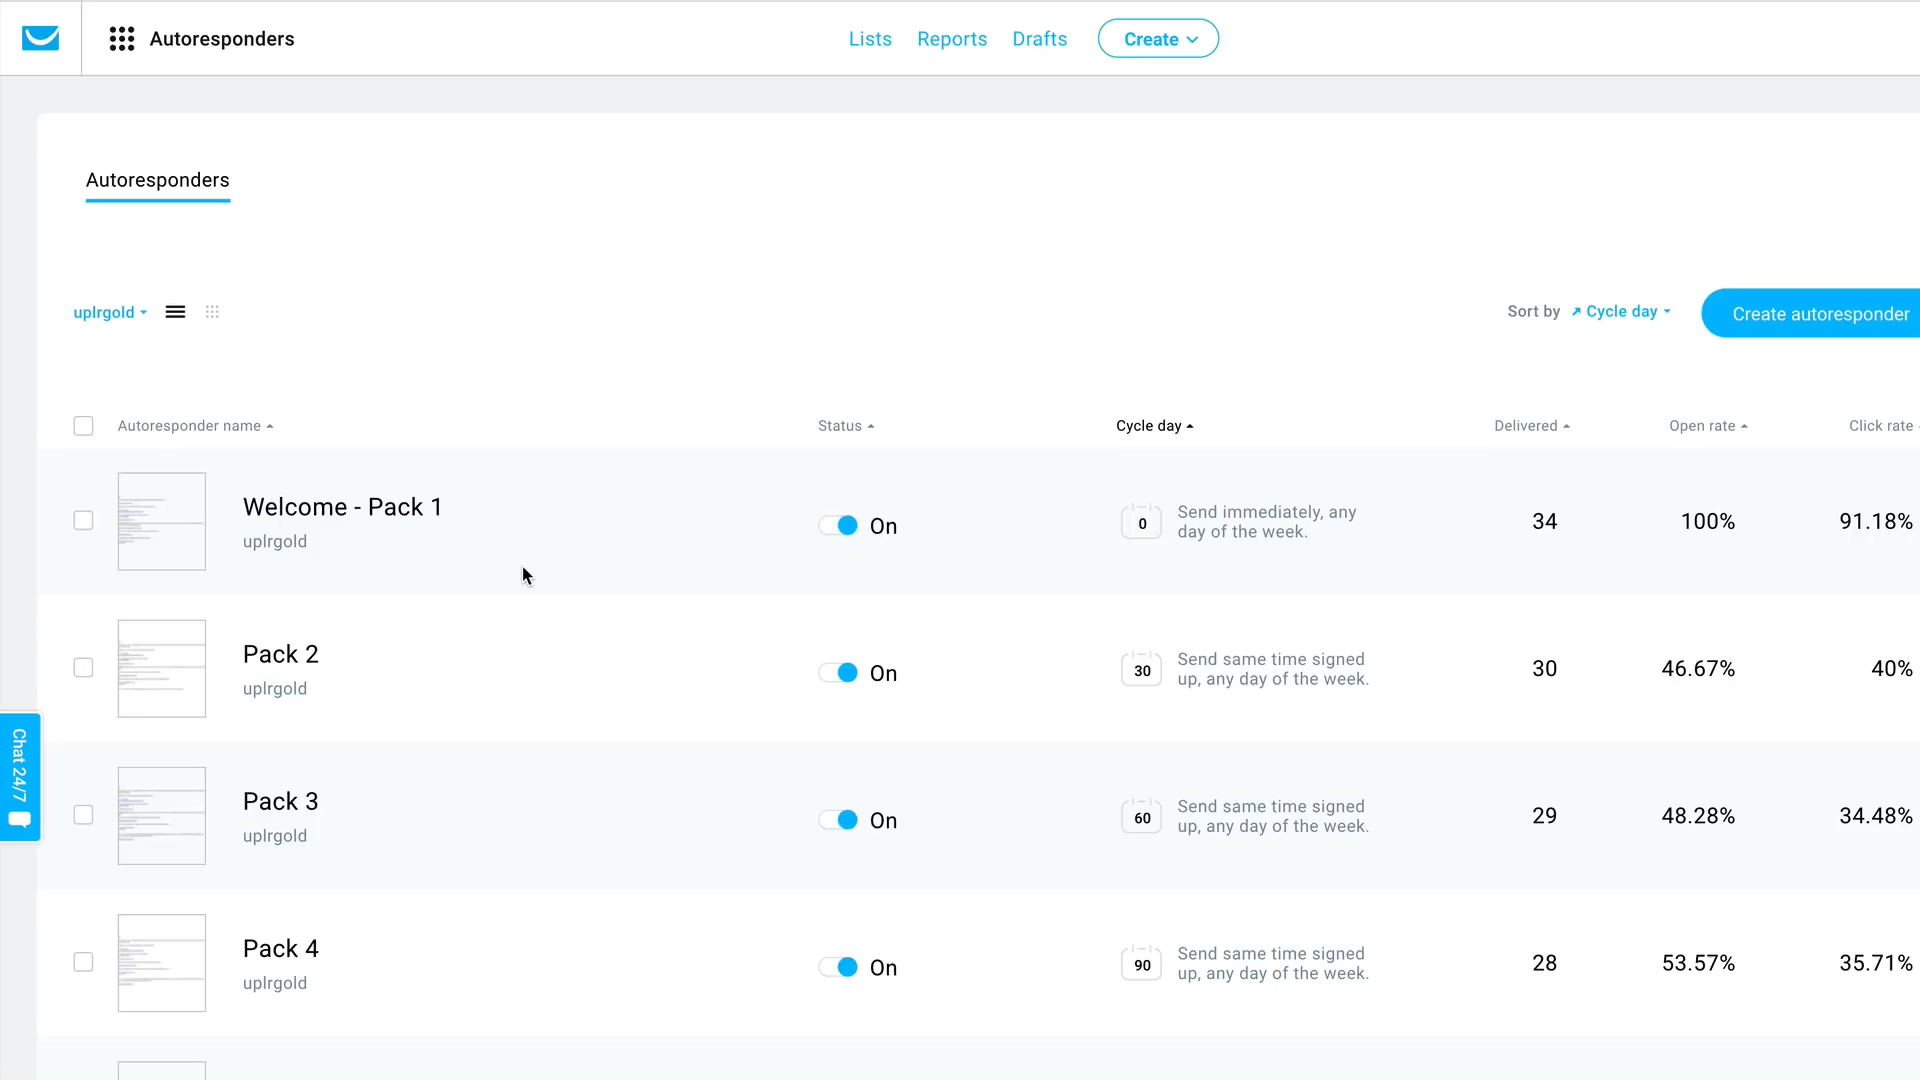 Autoresponders
Lists
Reports
Drafts
Create
Autoresponders
uplrgold
Sort by
Cycle day
Create autoresponder
Autoresponder name
Status
Cycle day
Delivered
Open rate
Click rate
Welcome - Pack 1
uplrgold
On
0
Send immediately, any
day of the week.
34
100%
91.18%
Pack 2
uplrgold
On
30
Send same time signed
up, any day of the week.
30
46.67%
40%
Pack 3
uplrgold
On
60
Send same time signed
up, any day of the week.
29
48.28%
34.48%
Pack 4
uplrgold
On
90
Send same time signed
up, any day of the week.
28
53.57%
35.71%
Chat 24/7